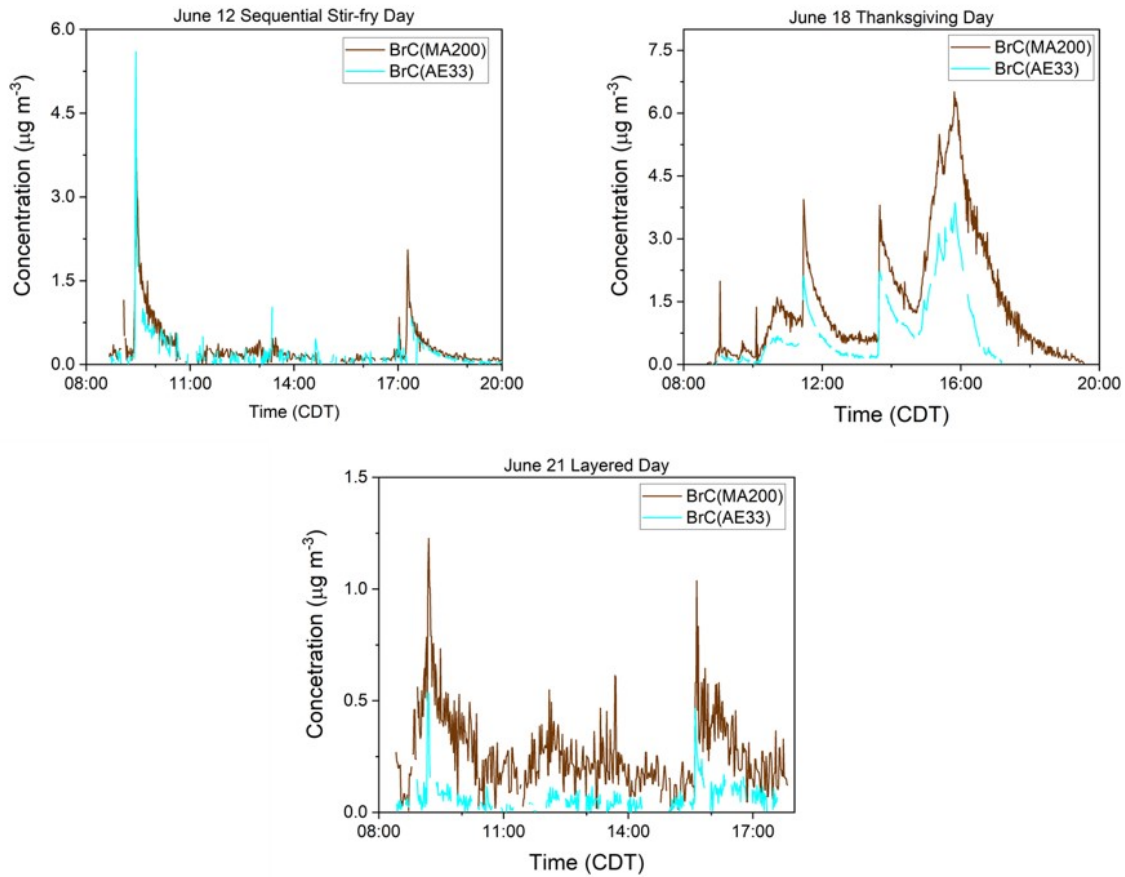 June 12 Sequential Stir-fry Day
BrC(MA200)
BrC(AE33)
6.0
4.5
3.0
1.5
0.0
Concentration (μg m⁻³)
08:00 11:00 14:00 17:00 20:00
Time (CDT)
June 18 Thanksgiving Day
BrC(MA200)
BrC(AE33)
7.5
6.0
4.5
3.0
1.5
0.0
Concentration (μg m⁻³)
08:00 12:00 16:00 20:00
Time (CDT)
June 21 Layered Day
BrC(MA200)
BrC(AE33)
1.5
1.0
0.5
0.0
Concetration (μg m⁻³)
08:00 11:00 14:00 17:00
Time (CDT)